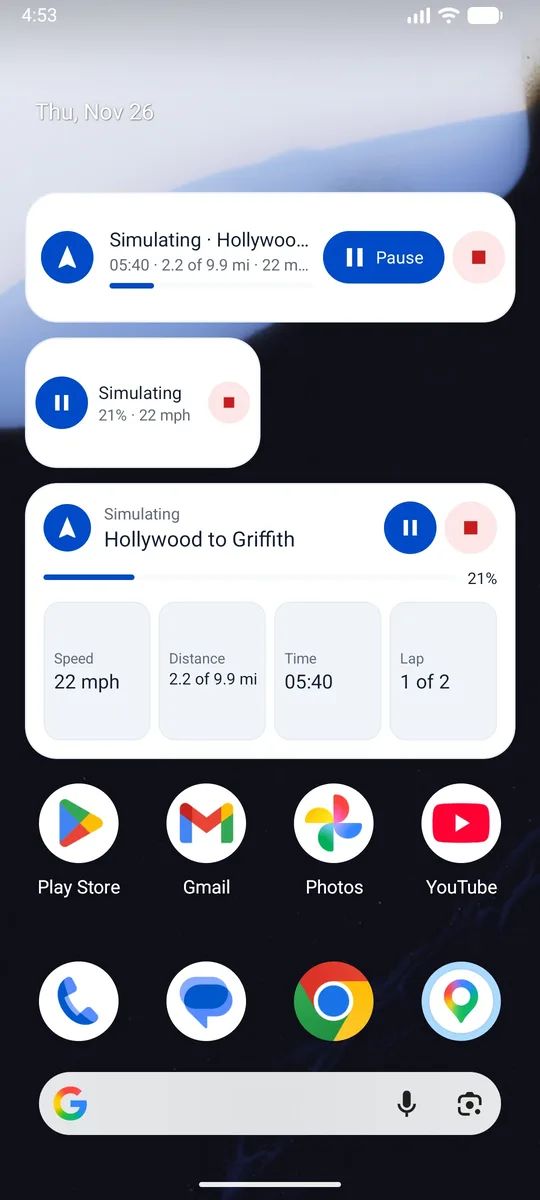 4:53
Thu, Nov 26
Simulating · Hollywoo...
05:40 · 2.2 of 9.9 mi · 22 m...
Pause
Simulating
21% · 22 mph
Simulating
Hollywood to Griffith
21%
Speed
22 mph
Distance
2.2 of 9.9 mi
Time
05:40
Lap
1 of 2
Play Store
Gmail
Photos
YouTube